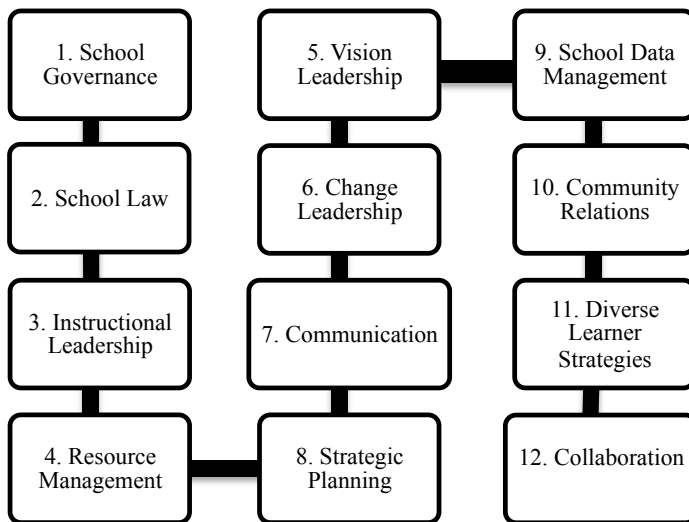 1. School
Governance
2. School Law
3. Instructional
Leadership
4. Resource
Management
5. Vision
Leadership
6. Change
Leadership
7. Communication
8. Strategic
Planning
9. School Data
Management
10. Community
Relations
11. Diverse
Learner
Strategies
12. Collaboration